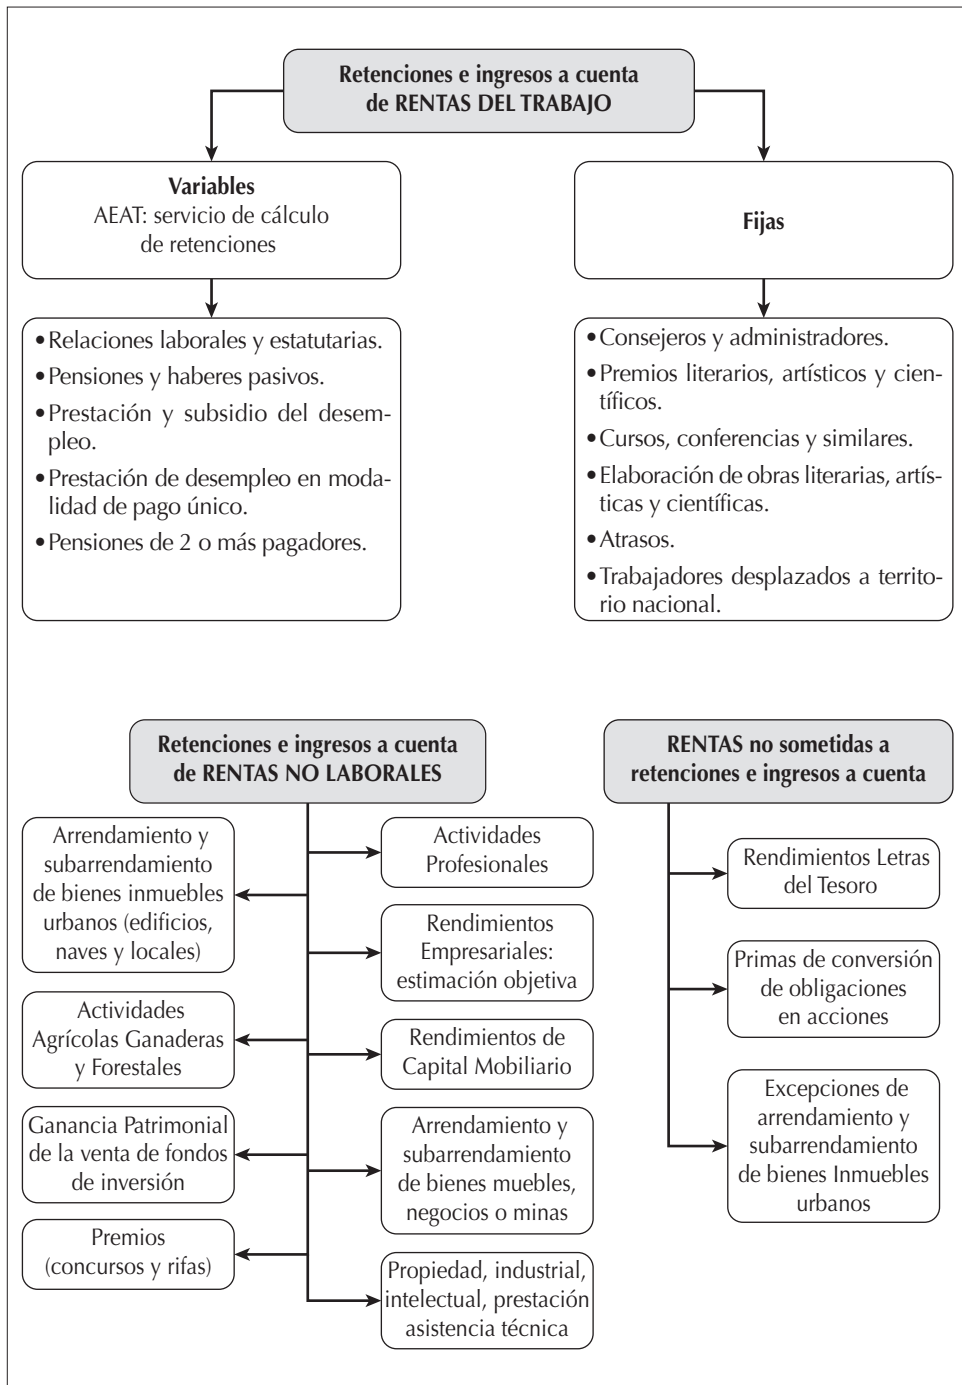 Retenciones e ingresos a cuenta
de RENTAS DEL TRABAJO
Variables
AEAT: servicio de cálculo
de retenciones
Fijas
•Relaciones laborales y estatutarias.
•Pensiones y haberes pasivos.
•Prestación y subsidio del desem-
pleo.
•Prestación de desempleo en moda-
lidad de pago único.
•Pensiones de 2 o más pagadores.
•Consejeros y administradores.
•Premios literarios, artísticos y cien-
tíficos.
•Cursos, conferencias y similares.
•Elaboración de obras literarias, artís-
ticas y científicas.
•Atrasos.
•Trabajadores desplazados a territo-
rio nacional.
Retenciones e ingresos a cuenta
de RENTAS NO LABORALES
Arrendamiento y
subarrendamiento
de bienes inmuebles
urbanos (edificios,
naves y locales)
Actividades
Agrícolas Ganaderas
y Forestales
Ganancia Patrimonial
de la venta de fondos
de inversión
Premios
(concursos y rifas)
Actividades
Profesionales
Rendimientos
Empresariales:
estimación objetiva
Rendimientos de
Capital Mobiliario
Arrendamiento y
subarrendamiento
de bienes muebles,
negocios o minas
Propiedad, industrial,
intelectual, prestación
asistencia técnica
RENTAS no sometidas a
retenciones e ingresos a cuenta
Rendimientos Letras
del Tesoro
Primas de conversión
de obligaciones
en acciones
Excepciones de
arrendamiento y
subarrendamiento
de bienes Inmuebles
urbanos